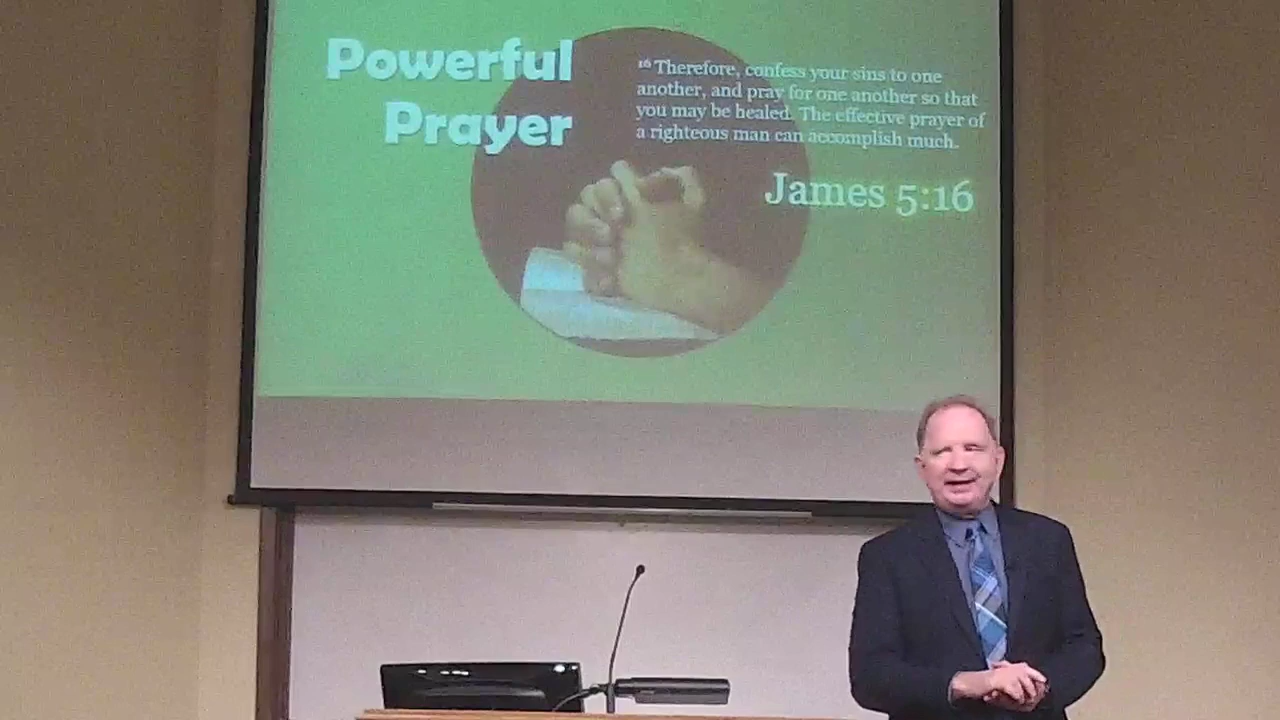 Powerful
Prayer
16 Therefore, confess your sins to one
another, and pray for one another so that
you may be healed. The effective prayer of
a righteous man can accomplish much.
James 5:16